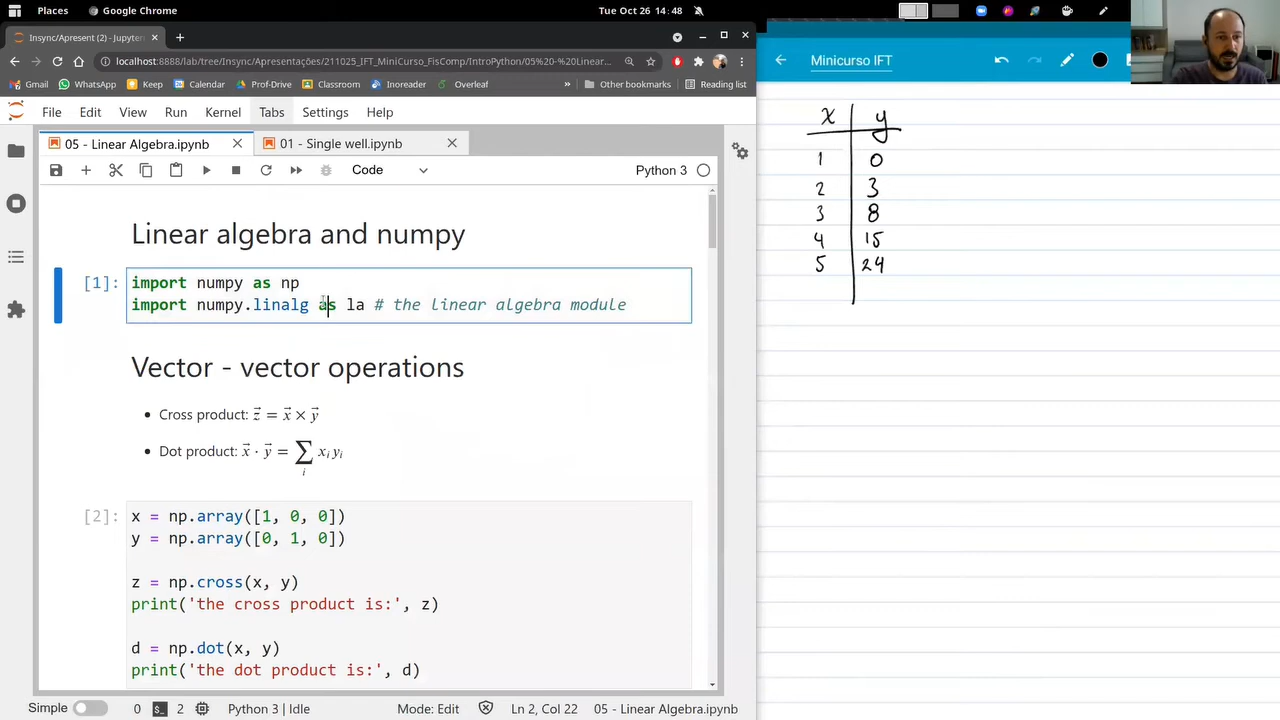 Places Google Chrome Tue Oct 26 14:48
Insync/Apresent (2) - Jupyter
localhost:8888/lab/tree/Insync/Apresentações/211025_IFT_MiniCurso_FisComp/IntroPython/05%20-%20Linear...
Gmail WhatsApp Keep Calendar Prof-Drive Classroom Inoreader Overleaf » Other bookmarks Reading list
File Edit View Run Kernel Tabs Settings Help
05 - Linear Algebra.ipynb 01 - Single well.ipynb
Code Python 3
Linear algebra and numpy
[1]: import numpy as np
import numpy.linalg as la # the linear algebra module
Vector - vector operations
• Cross product: z⃗ = x⃗ × y⃗
• Dot product: x⃗ · y⃗ = ∑ᵢ xᵢ yᵢ
[2]: x = np.array([1, 0, 0])
y = np.array([0, 1, 0])
z = np.cross(x, y)
print('the cross product is:', z)
d = np.dot(x, y)
print('the dot product is:', d)
Simple 0 2 Python 3 | Idle Mode: Edit Ln 2, Col 22 05 - Linear Algebra.ipynb
Minicurso IFT
x y
1 0
2 3
3 8
4 15
5 24